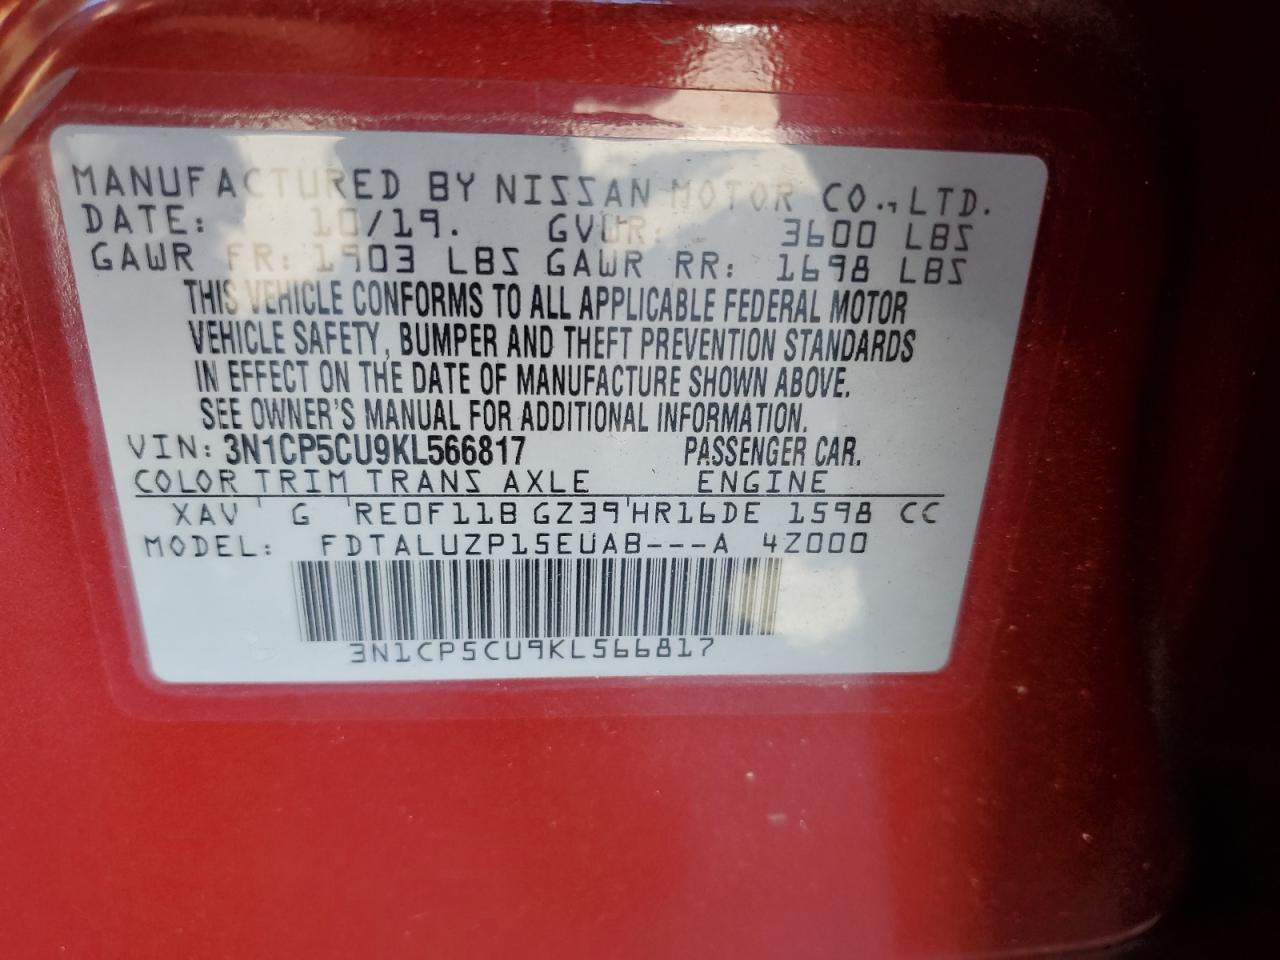 MANUFACTURED BY NISSAN MOTOR CO., LTD.
DATE: 10/19. GVWR: 3600 LBS
GAWR FR: 1903 LBS GAWR RR: 1698 LBS
THIS VEHICLE CONFORMS TO ALL APPLICABLE FEDERAL MOTOR
VEHICLE SAFETY, BUMPER AND THEFT PREVENTION STANDARDS
IN EFFECT ON THE DATE OF MANUFACTURE SHOWN ABOVE.
SEE OWNER'S MANUAL FOR ADDITIONAL INFORMATION.
VIN: 3N1CP5CU9KL566817 PASSENGER CAR.
COLOR TRIM TRANS AXLE ENGINE
XAV ' G ' RE0F11B GZ39'HR16DE 1598 CC
MODEL: FDTALUZP15EUAB---A 4Z000
3N1CP5CU9KL566817